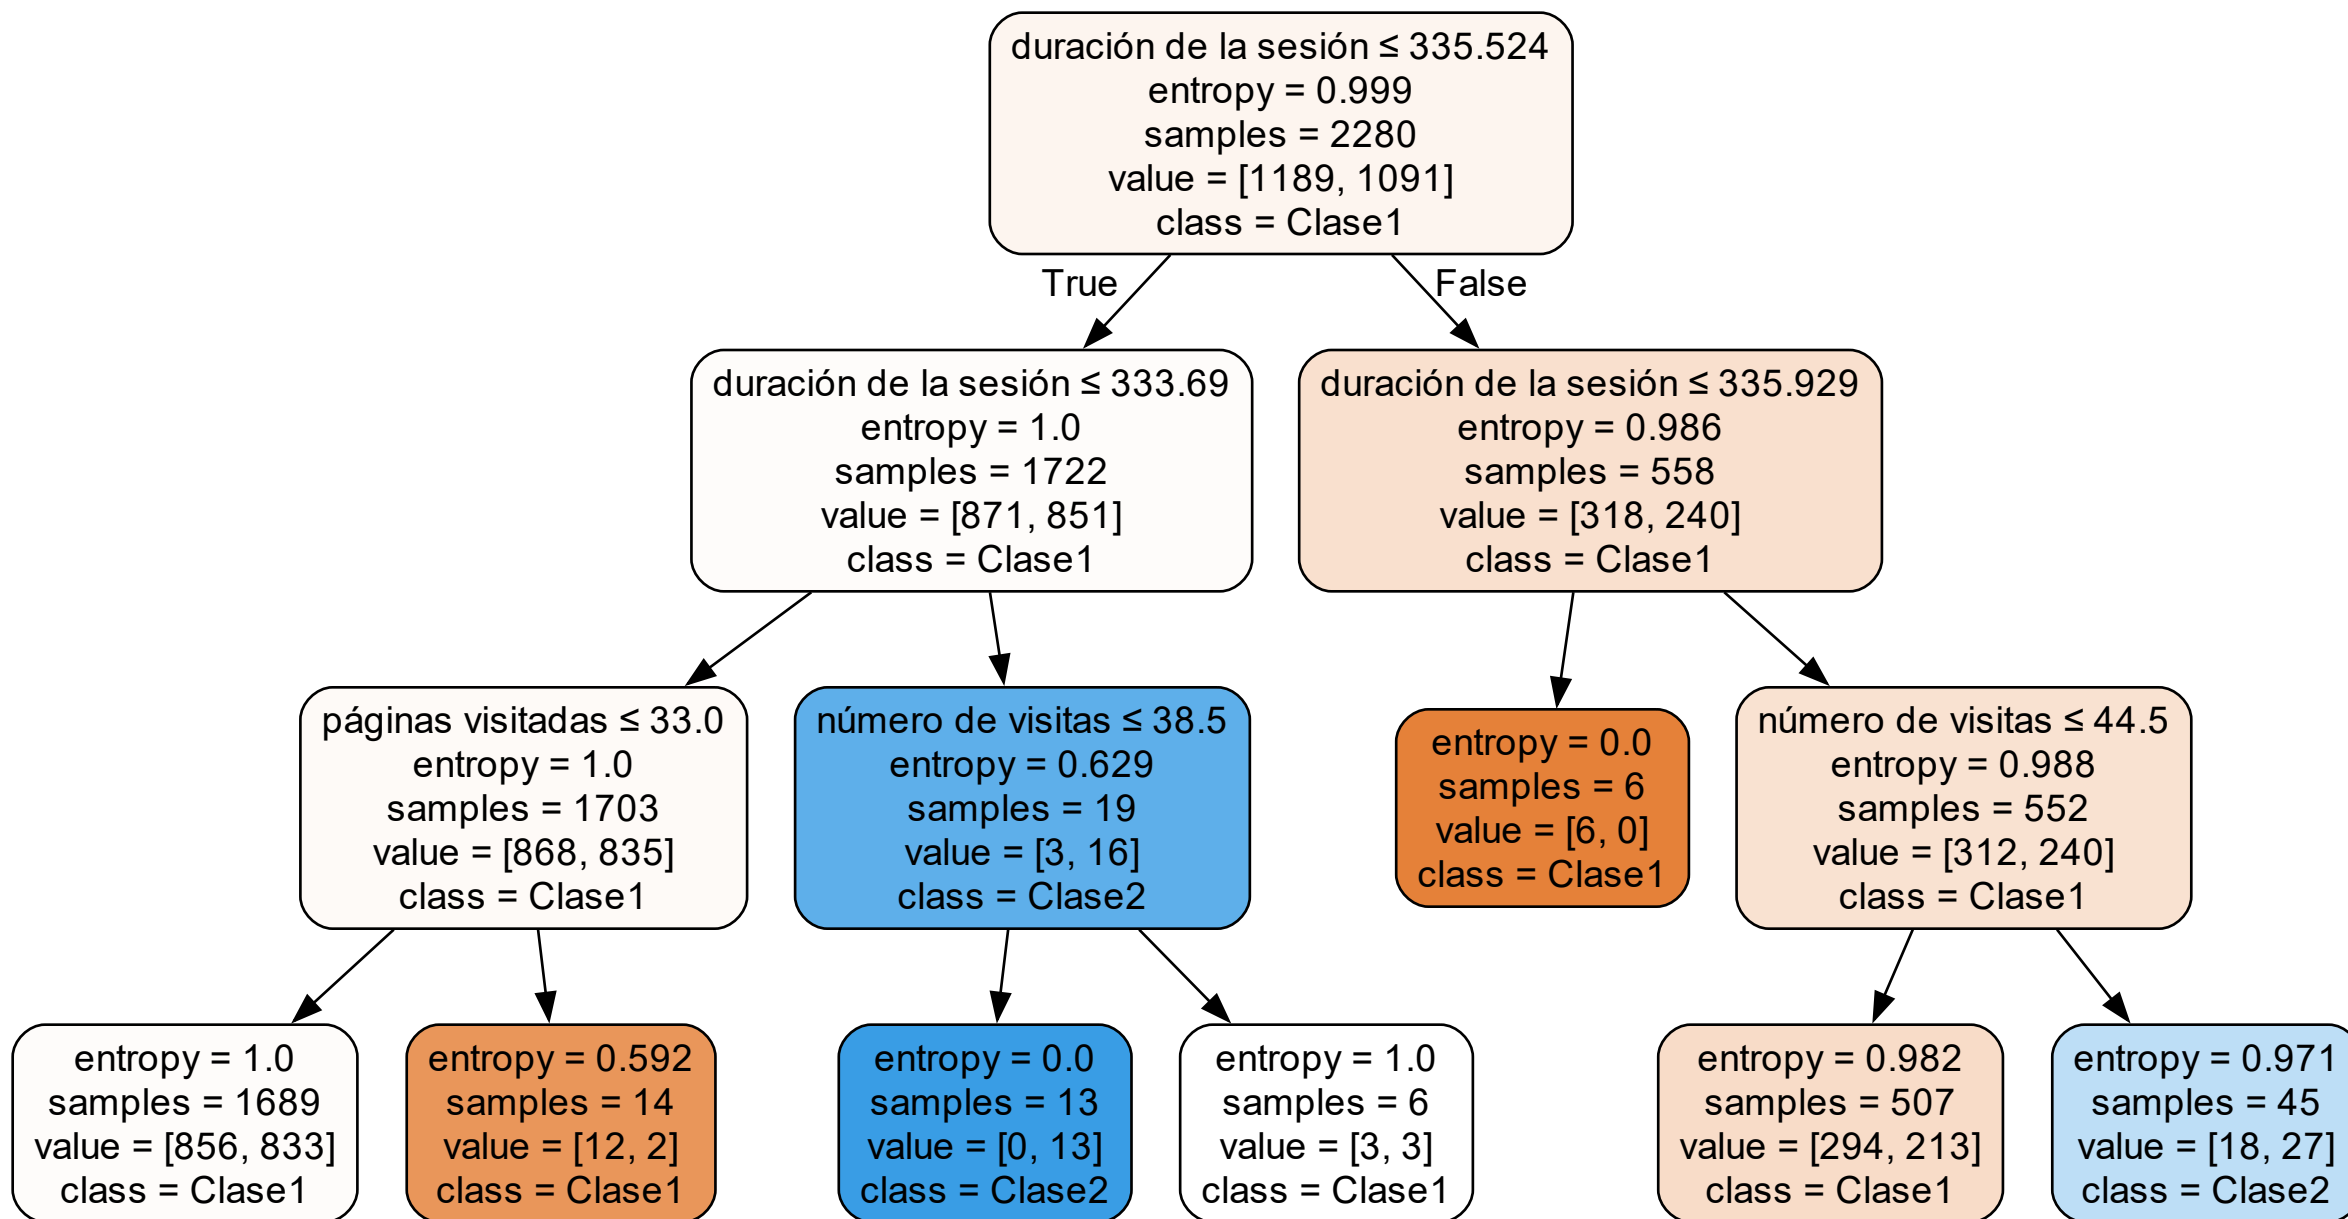 duración de la sesión ≤ 335.524
entropy = 0.999
samples = 2280
value = [1189, 1091]
class = Clase1
True
False
duración de la sesión ≤ 333.69
entropy = 1.0
samples = 1722
value = [871, 851]
class = Clase1
duración de la sesión ≤ 335.929
entropy = 0.986
samples = 558
value = [318, 240]
class = Clase1
páginas visitadas ≤ 33.0
entropy = 1.0
samples = 1703
value = [868, 835]
class = Clase1
número de visitas ≤ 38.5
entropy = 0.629
samples = 19
value = [3, 16]
class = Clase2
entropy = 0.0
samples = 6
value = [6, 0]
class = Clase1
número de visitas ≤ 44.5
entropy = 0.988
samples = 552
value = [312, 240]
class = Clase1
entropy = 1.0
samples = 1689
value = [856, 833]
class = Clase1
entropy = 0.592
samples = 14
value = [12, 2]
class = Clase1
entropy = 0.0
samples = 13
value = [0, 13]
class = Clase2
entropy = 1.0
samples = 6
value = [3, 3]
class = Clase1
entropy = 0.982
samples = 507
value = [294, 213]
class = Clase1
entropy = 0.971
samples = 45
value = [18, 27]
class = Clase2